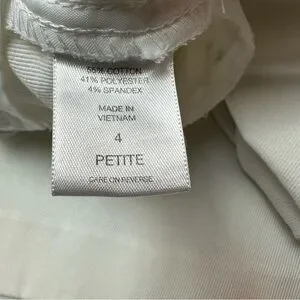 55% COTTON
41% POLYESTER
4% SPANDEX
MADE IN
VIETNAM
4
PETITE
CARE ON REVERSE